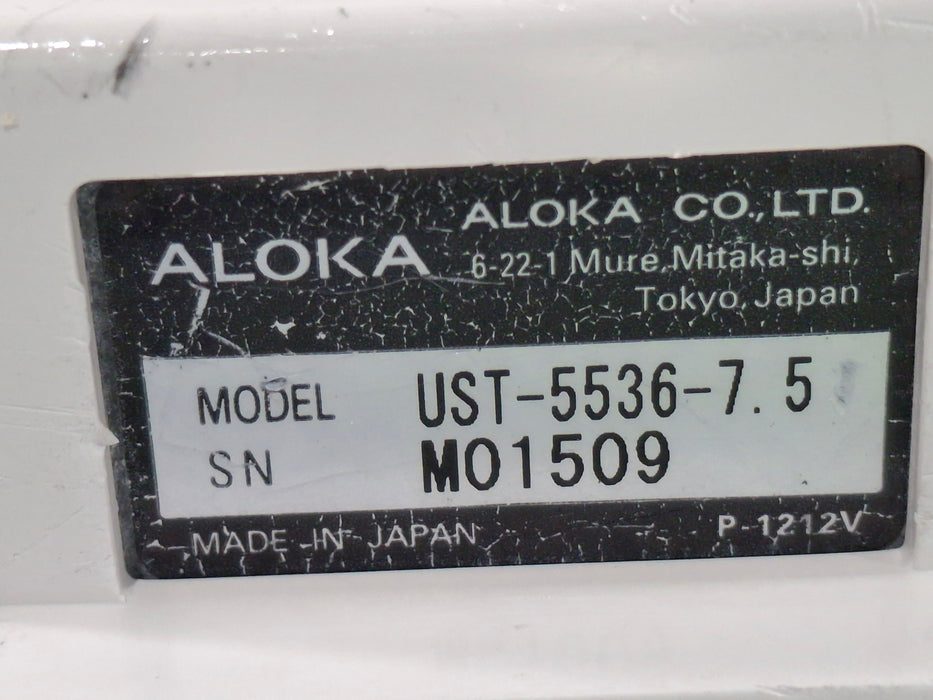 ALOKA
ALOKA CO., LTD.
6-22-1 Mure, Mitaka-shi,
Tokyo, Japan
MODEL UST-5536-7.5
SN M01509
MADE IN JAPAN P-1212V